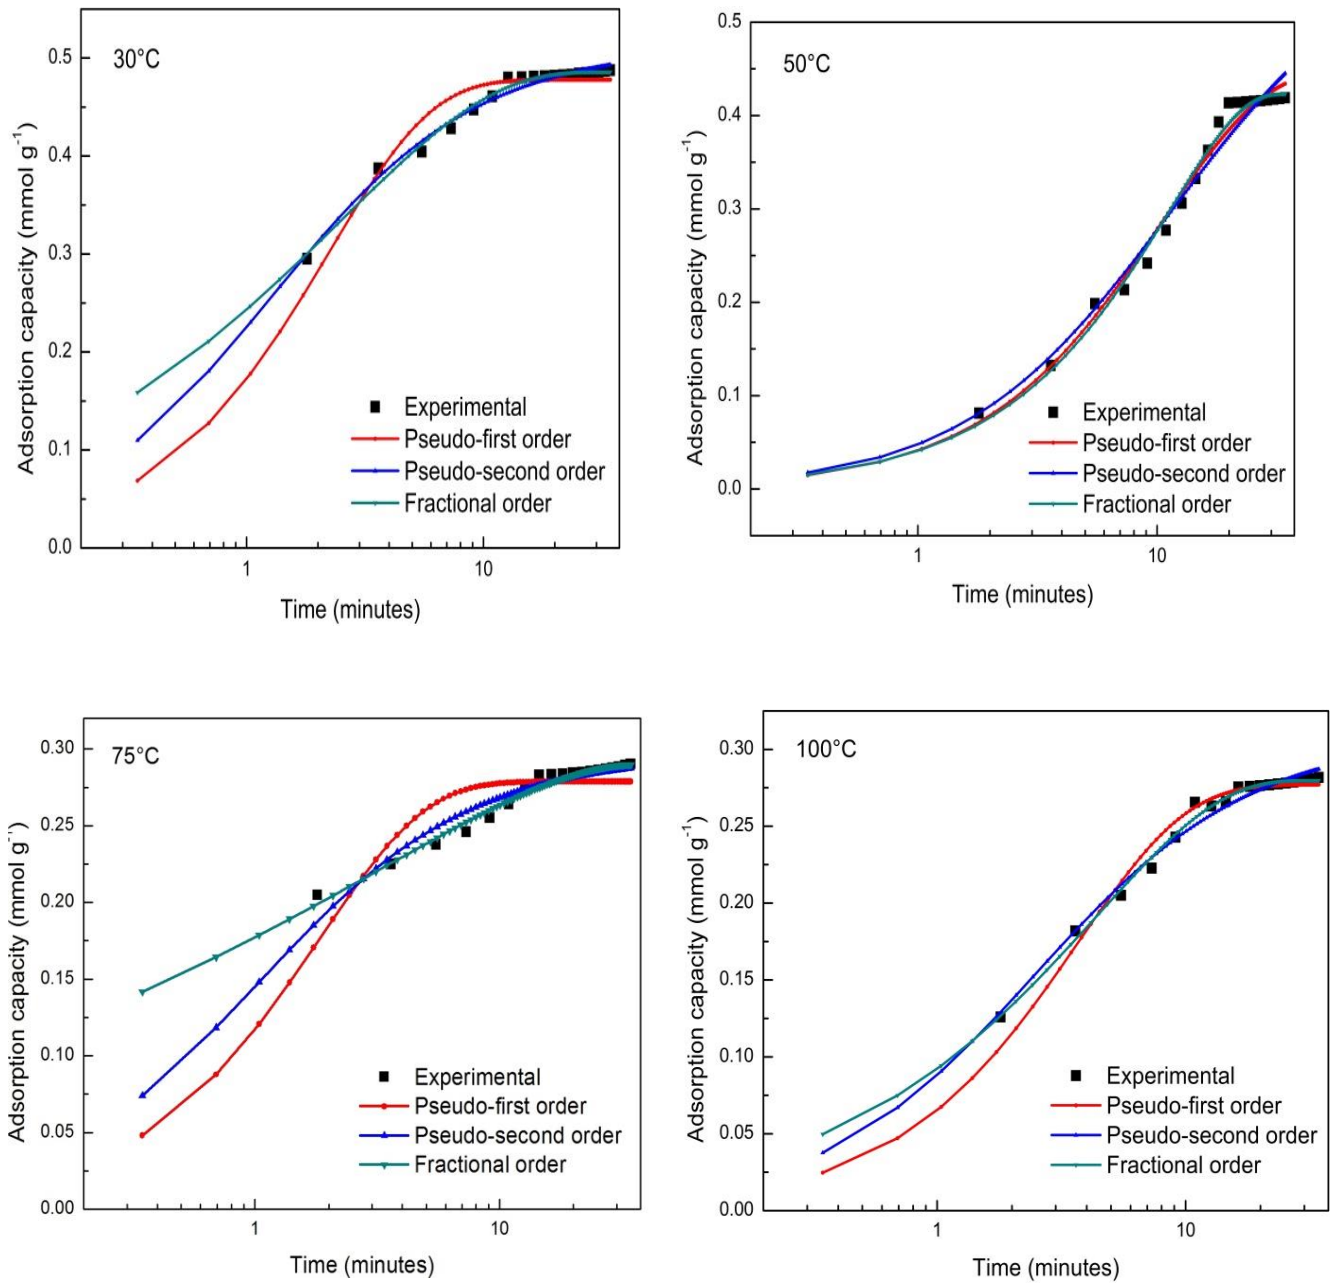 30°C
0.5
0.4
0.3
0.2
0.1
0.0
Adsorption capacity (mmol g⁻¹)
Experimental
Pseudo-first order
Pseudo-second order
Fractional order
1
10
Time (minutes)
50°C
0.5
0.4
0.3
0.2
0.1
0.0
Adsorption capacity (mmol g⁻¹)
Experimental
Pseudo-first order
Pseudo-second order
Fractional order
1
10
Time (minutes)
75°C
0.30
0.25
0.20
0.15
0.10
0.05
0.00
Adsorption capacity (mmol g⁻¹)
Experimental
Pseudo-first order
Pseudo-second order
Fractional order
1
10
Time (minutes)
100°C
0.30
0.25
0.20
0.15
0.10
0.05
0.00
Adsorption capacity (mmol g⁻¹)
Experimental
Pseudo-first order
Pseudo-second order
Fractional order
1
10
Time (minutes)